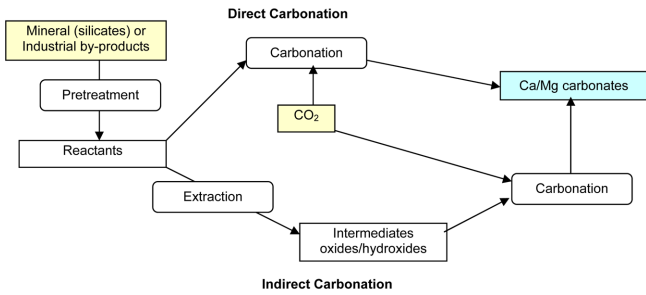 Direct Carbonation
Mineral (silicates) or
Industrial by-products
Carbonation
Pretreatment
Ca/Mg carbonates
CO₂
Reactants
Extraction
Carbonation
Intermediates
oxides/hydroxides
Indirect Carbonation